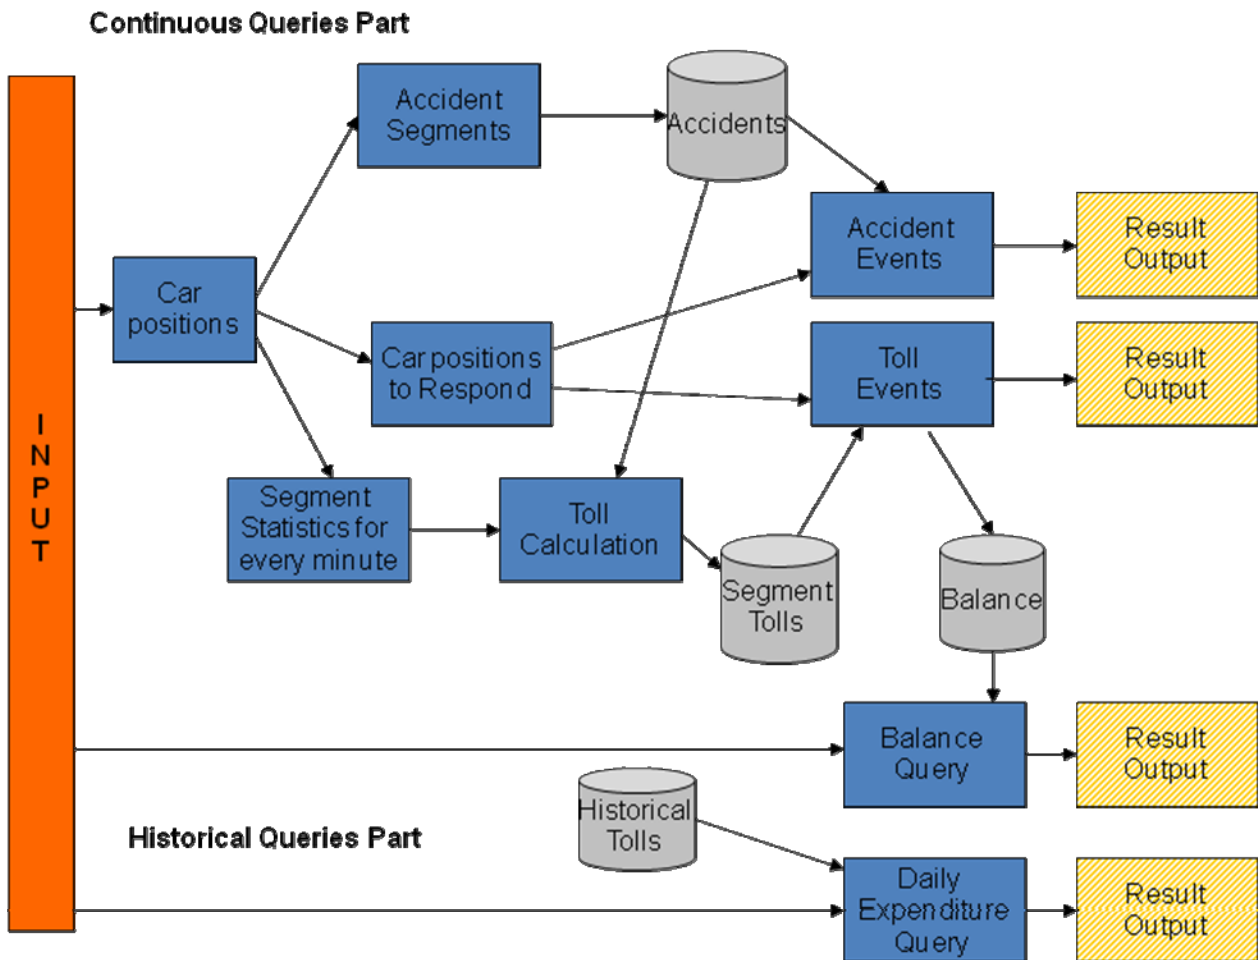 Continuous Queries Part
Accident
Segments
Accidents
Accident
Events
Result
Output
Car
positions
Car positions
to Respond
Toll
Events
Result
Output
I
N
P
U
T
Segment
Statistics for
every minute
Toll
Calculation
Segment
Tolls
Balance
Balance
Query
Result
Output
Historical
Tolls
Historical Queries Part
Daily
Expenditure
Query
Result
Output